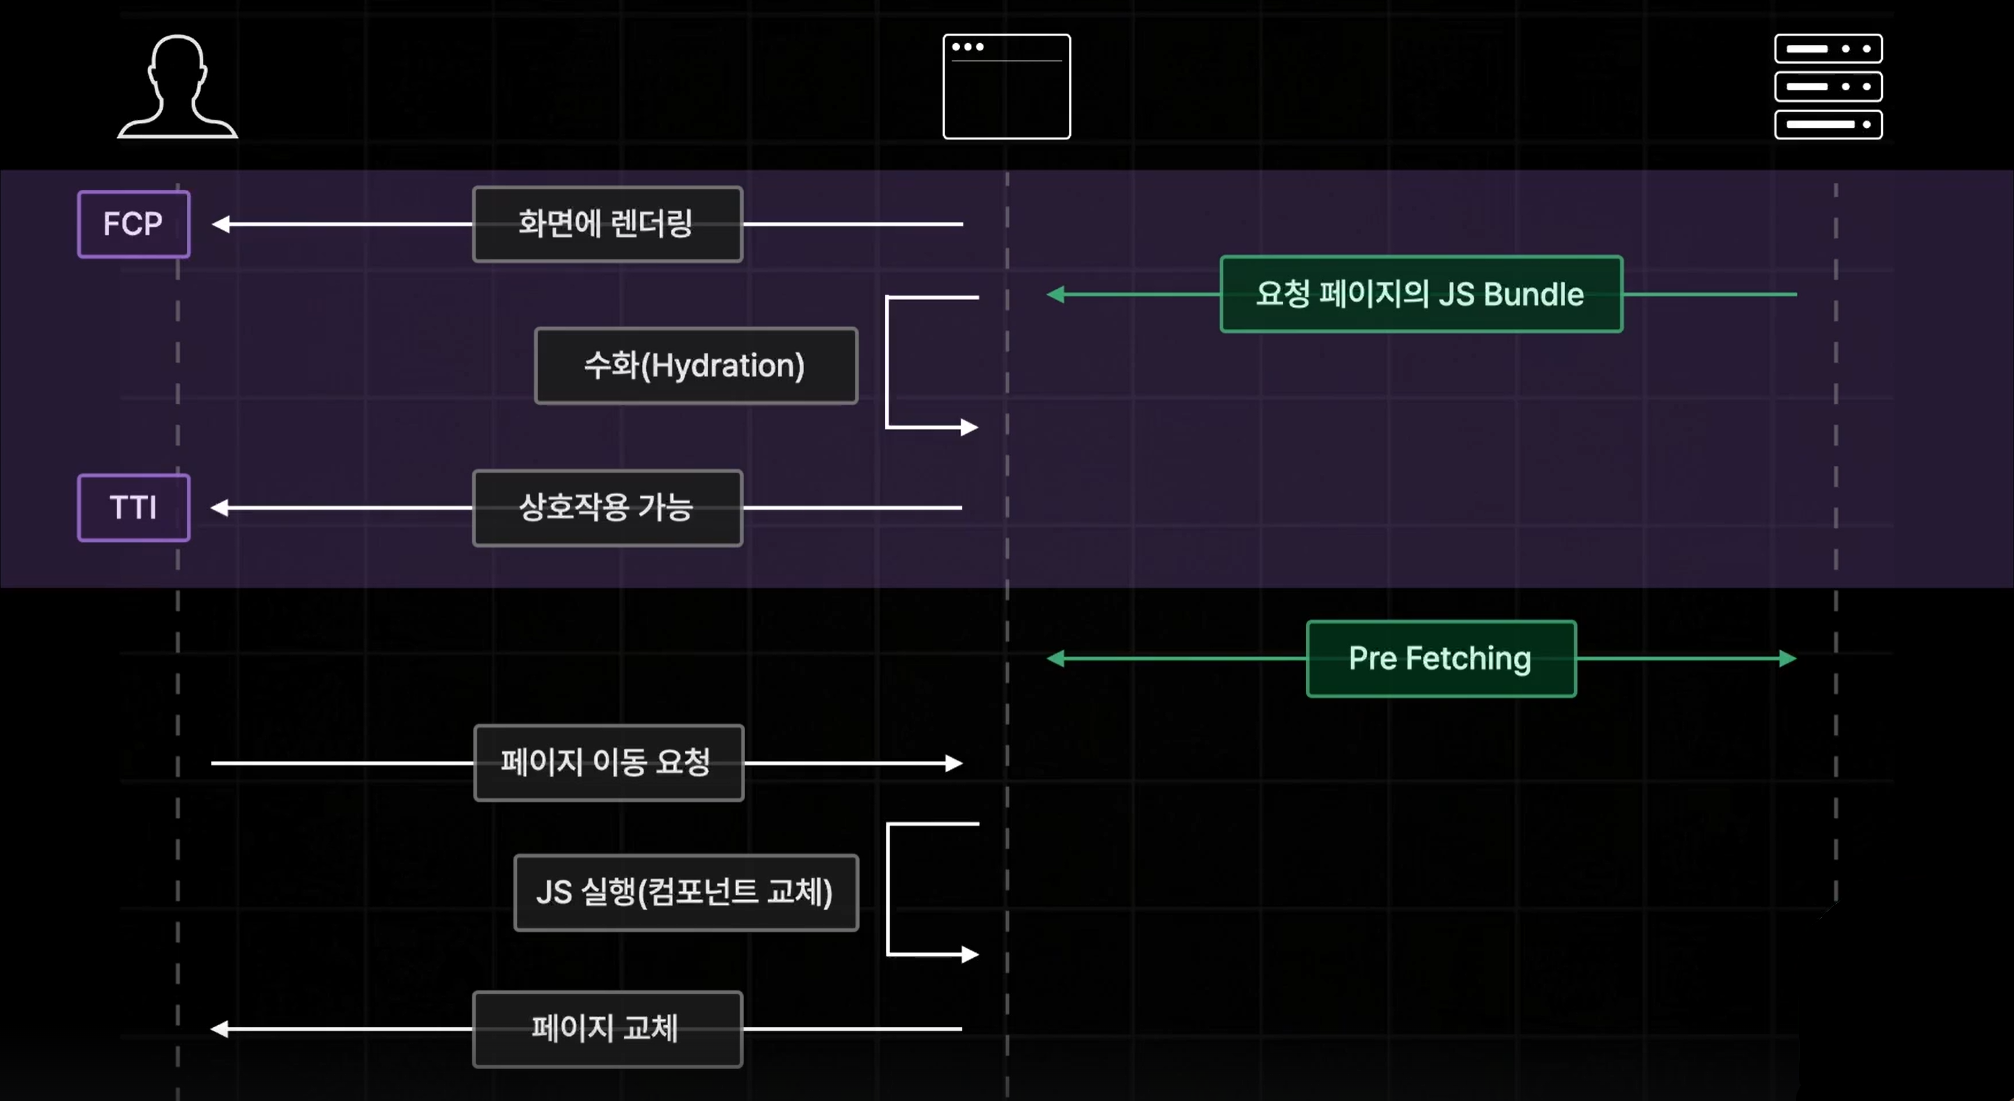 FCP
화면에 렌더링
요청 페이지의 JS Bundle
수화(Hydration)
TTI
상호작용 가능
Pre Fetching
페이지 이동 요청
JS 실행(컴포넌트 교체)
페이지 교체